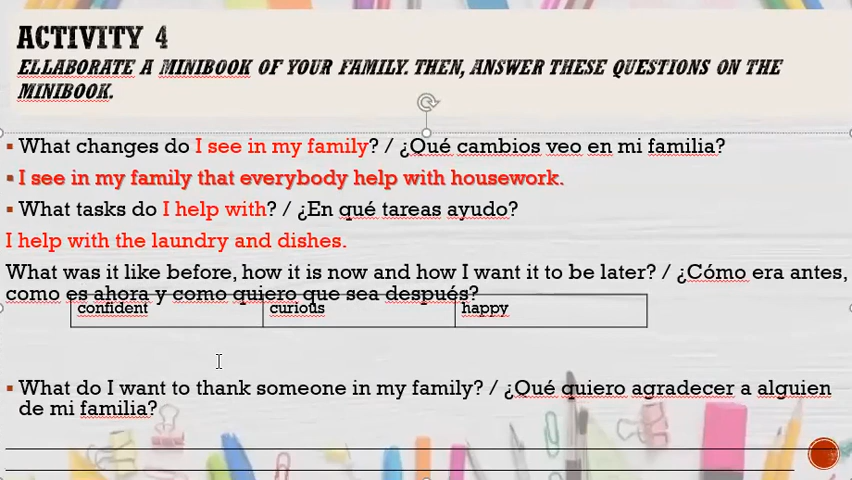 ACTIVITY 4
ELLABORATE A MINIBOOK OF YOUR FAMILY. THEN, ANSWER THESE QUESTIONS ON THE
MINIBOOK.
▪ What changes do I see in my family? / ¿Qué cambios veo en mi familia?
▪ I see in my family that everybody help with housework.
▪ What tasks do I help with? / ¿En qué tareas ayudo?
I help with the laundry and dishes.
What was it like before, how it is now and how I want it to be later? / ¿Cómo era antes,
como es ahora y como quiero que sea después?
confident curious happy
▪ What do I want to thank someone in my family? / ¿Qué quiero agradecer a alguien
de mi familia?